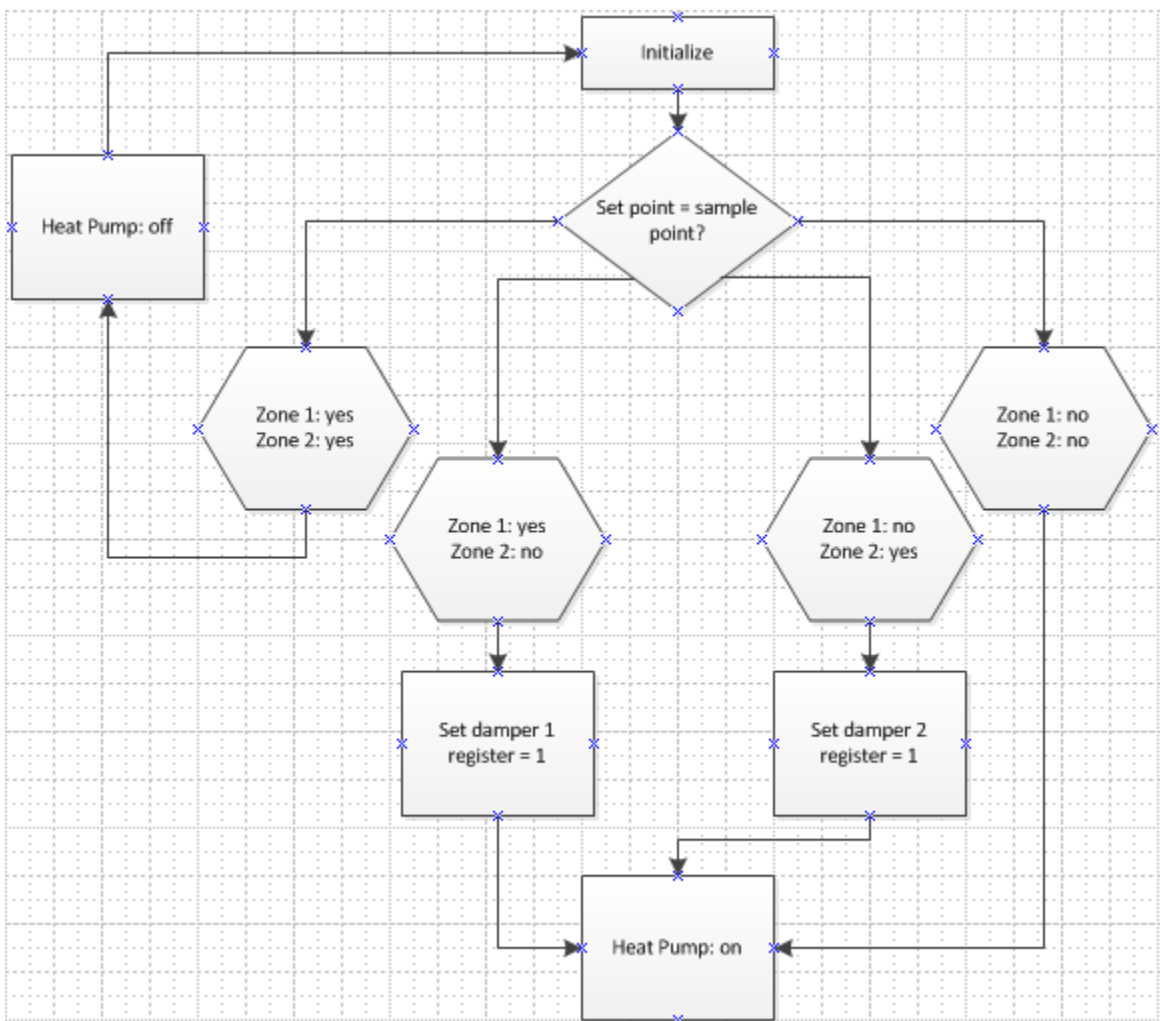 Initialize
Set point = sample
point?
Heat Pump: off
Zone 1: yes
Zone 2: yes
Zone 1: no
Zone 2: no
Zone 1: yes
Zone 2: no
Zone 1: no
Zone 2: yes
Set damper 1
register = 1
Set damper 2
register = 1
Heat Pump: on